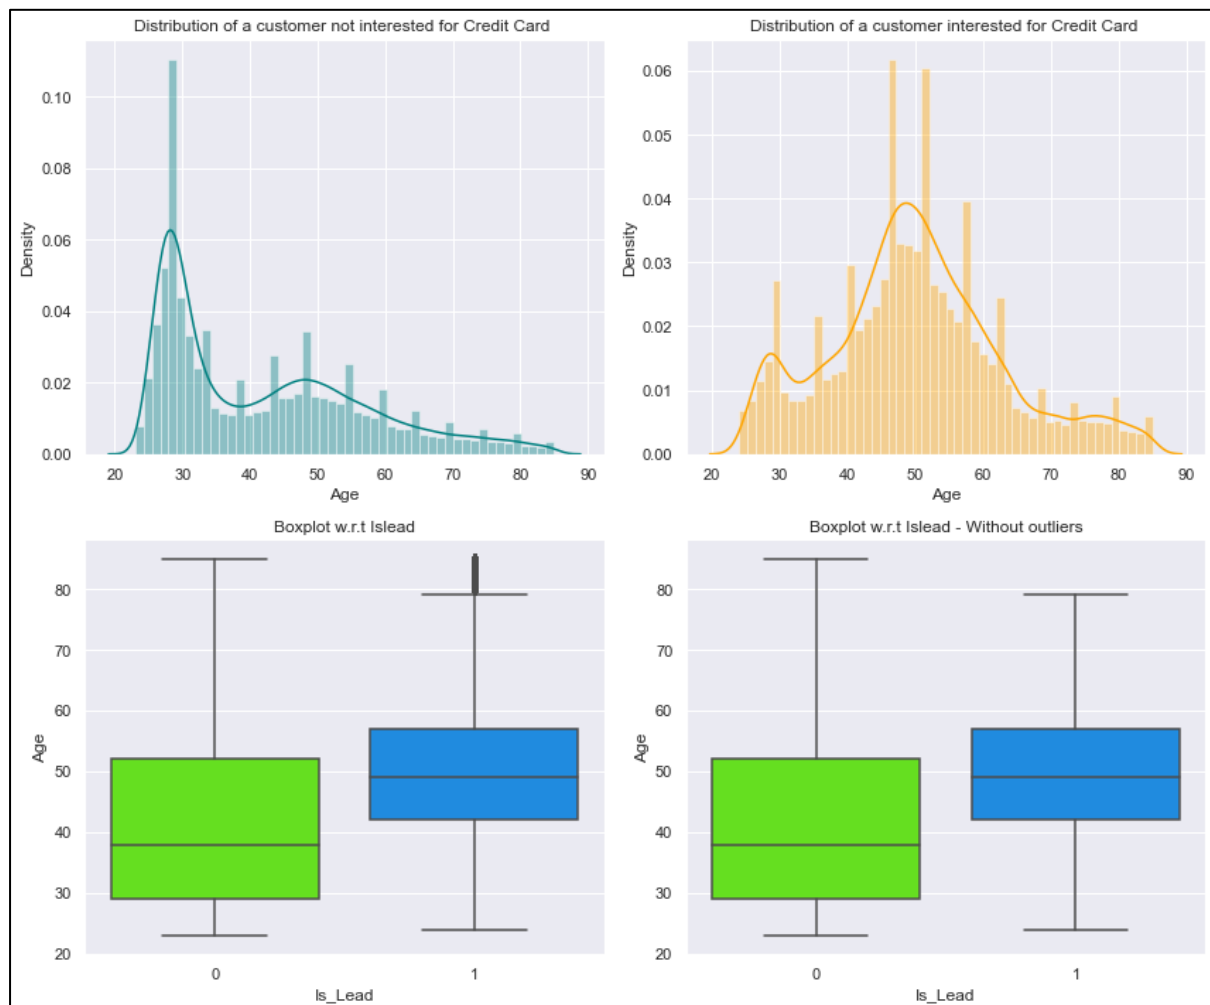 Distribution of a customer not interested for Credit Card
0.10
0.08
0.06
0.04
0.02
0.00
Density
20 30 40 50 60 70 80 90
Age
Distribution of a customer interested for Credit Card
0.06
0.05
0.04
0.03
0.02
0.01
0.00
Density
20 30 40 50 60 70 80 90
Age
Boxplot w.r.t Islead
80
70
60
50
40
30
20
Age
0 1
Is_Lead
Boxplot w.r.t Islead - Without outliers
80
70
60
50
40
30
20
Age
0 1
Is_Lead